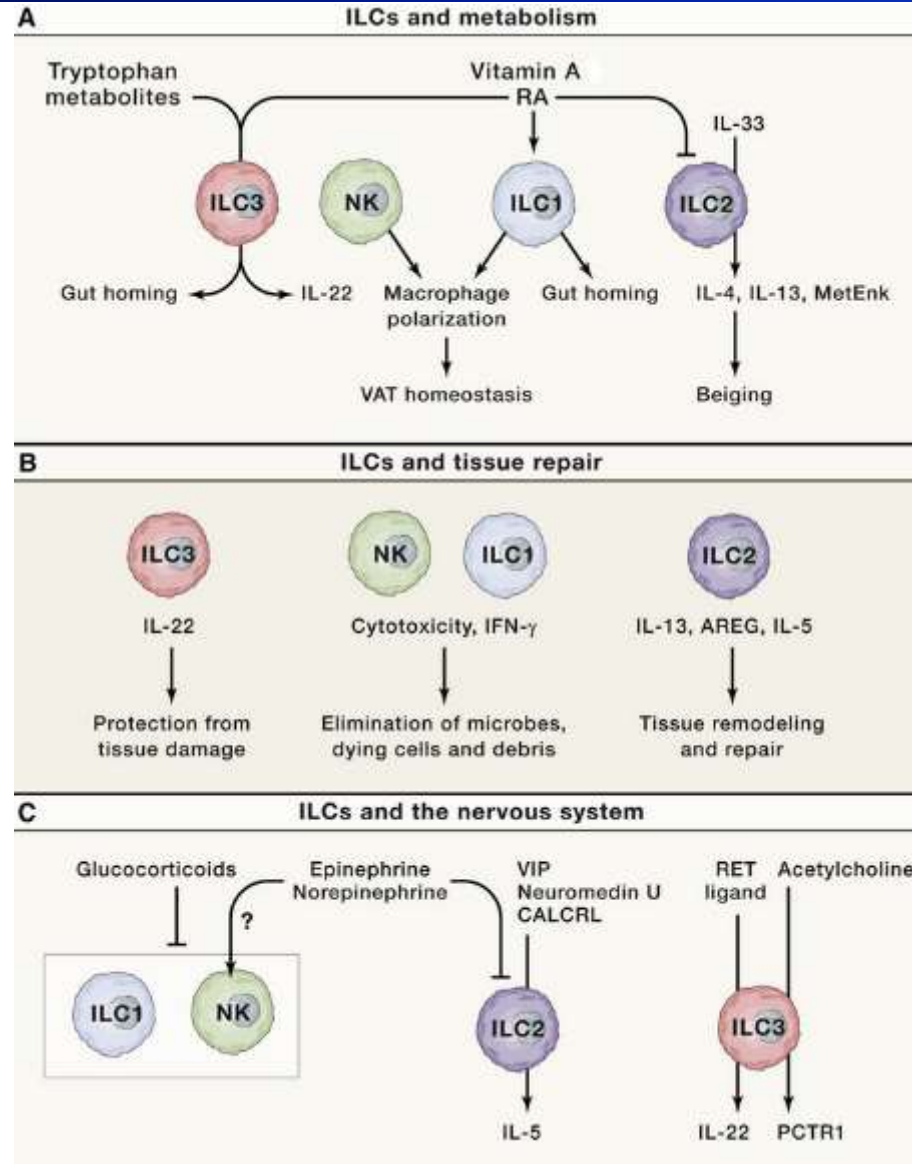 A
ILCs and metabolism
Tryptophan
metabolites
Vitamin A
RA
IL-33
ILC3
NK
ILC1
ILC2
Gut homing
IL-22
Macrophage
polarization
Gut homing
IL-4, IL-13, MetEnk
VAT homeostasis
Beiging
B
ILCs and tissue repair
ILC3
NK
ILC1
ILC2
IL-22
Cytotoxicity, IFN-γ
IL-13, AREG, IL-5
Protection from
tissue damage
Elimination of microbes,
dying cells and debris
Tissue remodeling
and repair
C
ILCs and the nervous system
Glucocorticoids
Epinephrine
Norepinephrine
VIP
Neuromedin U
CALCRL
RET
ligand
Acetylcholine
?
ILC1
NK
ILC2
ILC3
IL-5
IL-22
PCTR1